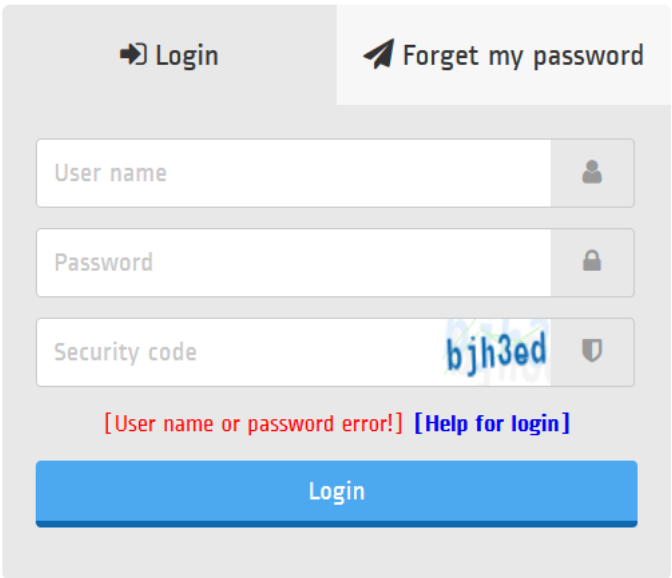 Login
Forget my password
User name
Password
Security code bjh3ed
[User name or password error!] [Help for login]
Login